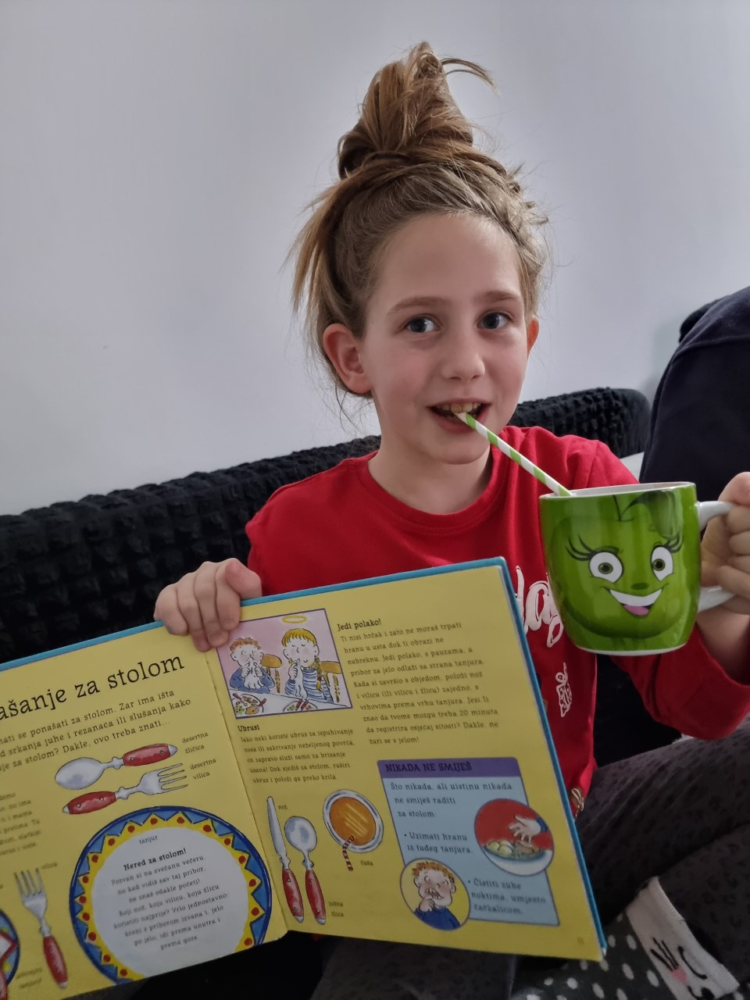 ašanje za stolom
nati se ponašati za stolom. Zar ima išta
d srkanja juhe i rezanaca ili slušanja kako
je za stolom? Dakle, ovo treba znati...
desertna
žličica
desertna
vilica
tanjur
Nered za stolom!
Pozvan si na svečanu večeru,
no kad vidiš sav taj pribor,
ne znaš odakle početi!
Koji nož, koju vilicu, koju žlicu
koristiti najprije? Vrlo jednostavno:
kreni s priborom izvana i, jelo
po jelo, idi prema unutra i
prema gore
Jedi polako!
Ti nisi hrčak i zato ne moraš trpati
hranu u usta dok ti obrazi ne
nabreknu. Jedi polako, s pauzama, a
pribor za jelo odlaži sa strana tanjura.
Kada si završio s objedom, položi nož
i vilicu (ili vilicu i žlicu) zajedno, s
vrhovima prema vrhu tanjura. Jesi li
znao da tvome mozgu treba 20 minuta
da registrira osjećaj sitosti? Dakle, ne
žuri se s jelom!
Ubrusi
Iako neki koriste ubrus za ispuhivanje
nosa ili sakrivanje neželjenog povrća,
on zapravo služi samo za brisanje
usana! Dok sjediš za stolom, raširi
ubrus i položi ga preko krila.
nož
čaša
žlica
NIKADA NE SMIJEŠ
Što nikada, ali uistinu nikada
ne smiješ raditi
za stolom:
• Uzimati hranu
iz tuđeg tanjura.
• Čistiti zube
noktima, umjesto
čačkalicom.